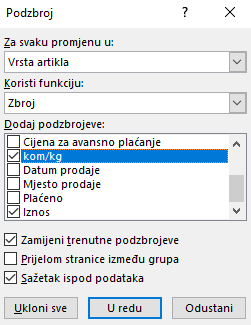 Podzbroj
?
Za svaku promjenu u:
Vrsta artikla
Koristi funkciju:
Zbroj
Dodaj podzbrojeve:
Cijena za avansno plaćanje
kom/kg
Datum prodaje
Mjesto prodaje
Plaćeno
Iznos
Zamijeni trenutne podzbrojeve
Prijelom stranice između grupa
Sažetak ispod podataka
Ukloni sve
U redu
Odustani